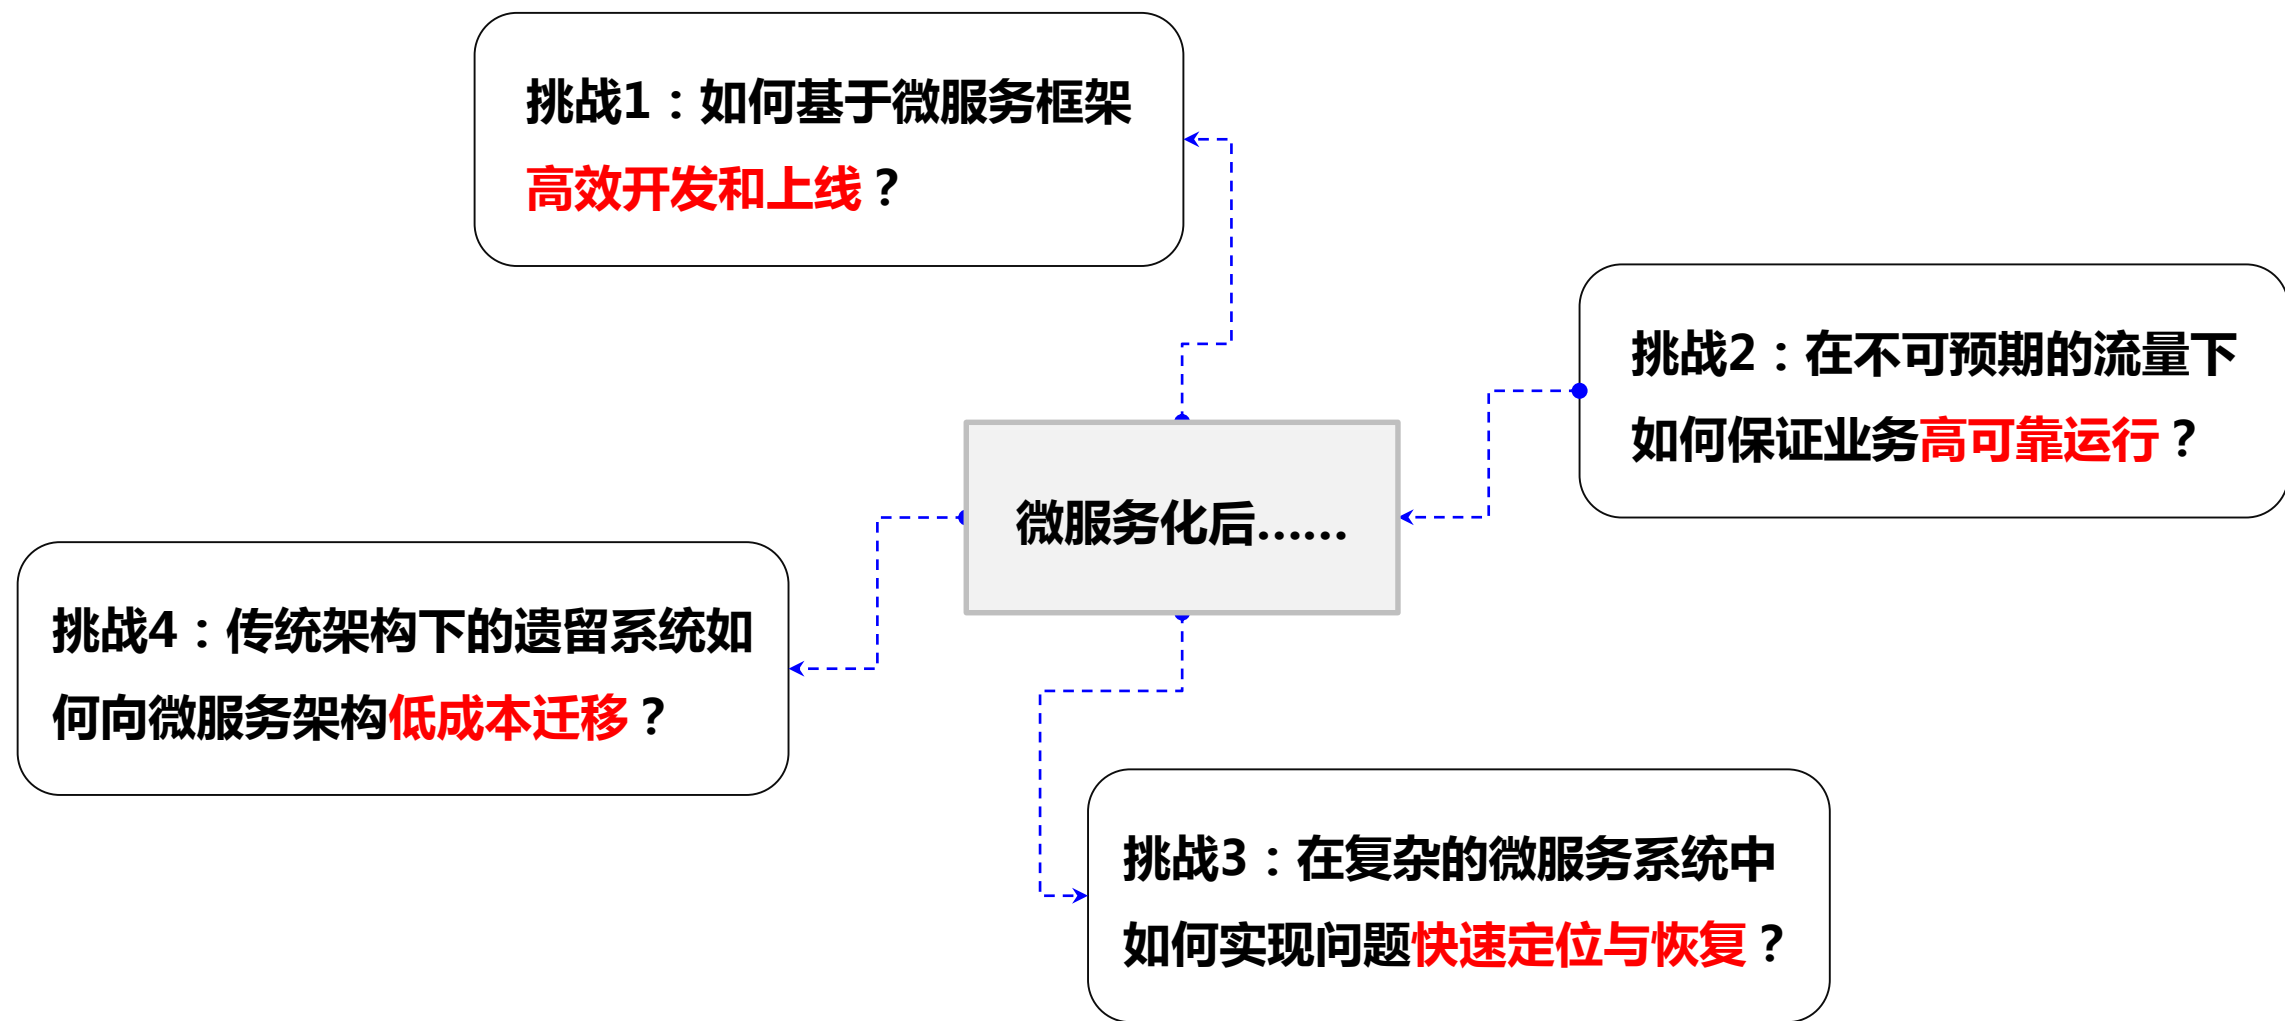 挑战1：如何基于微服务框架
高效开发和上线？
挑战2：在不可预期的流量下
如何保证业务高可靠运行？
微服务化后……
挑战4：传统架构下的遗留系统如
何向微服务架构低成本迁移？
挑战3：在复杂的微服务系统中
如何实现问题快速定位与恢复？